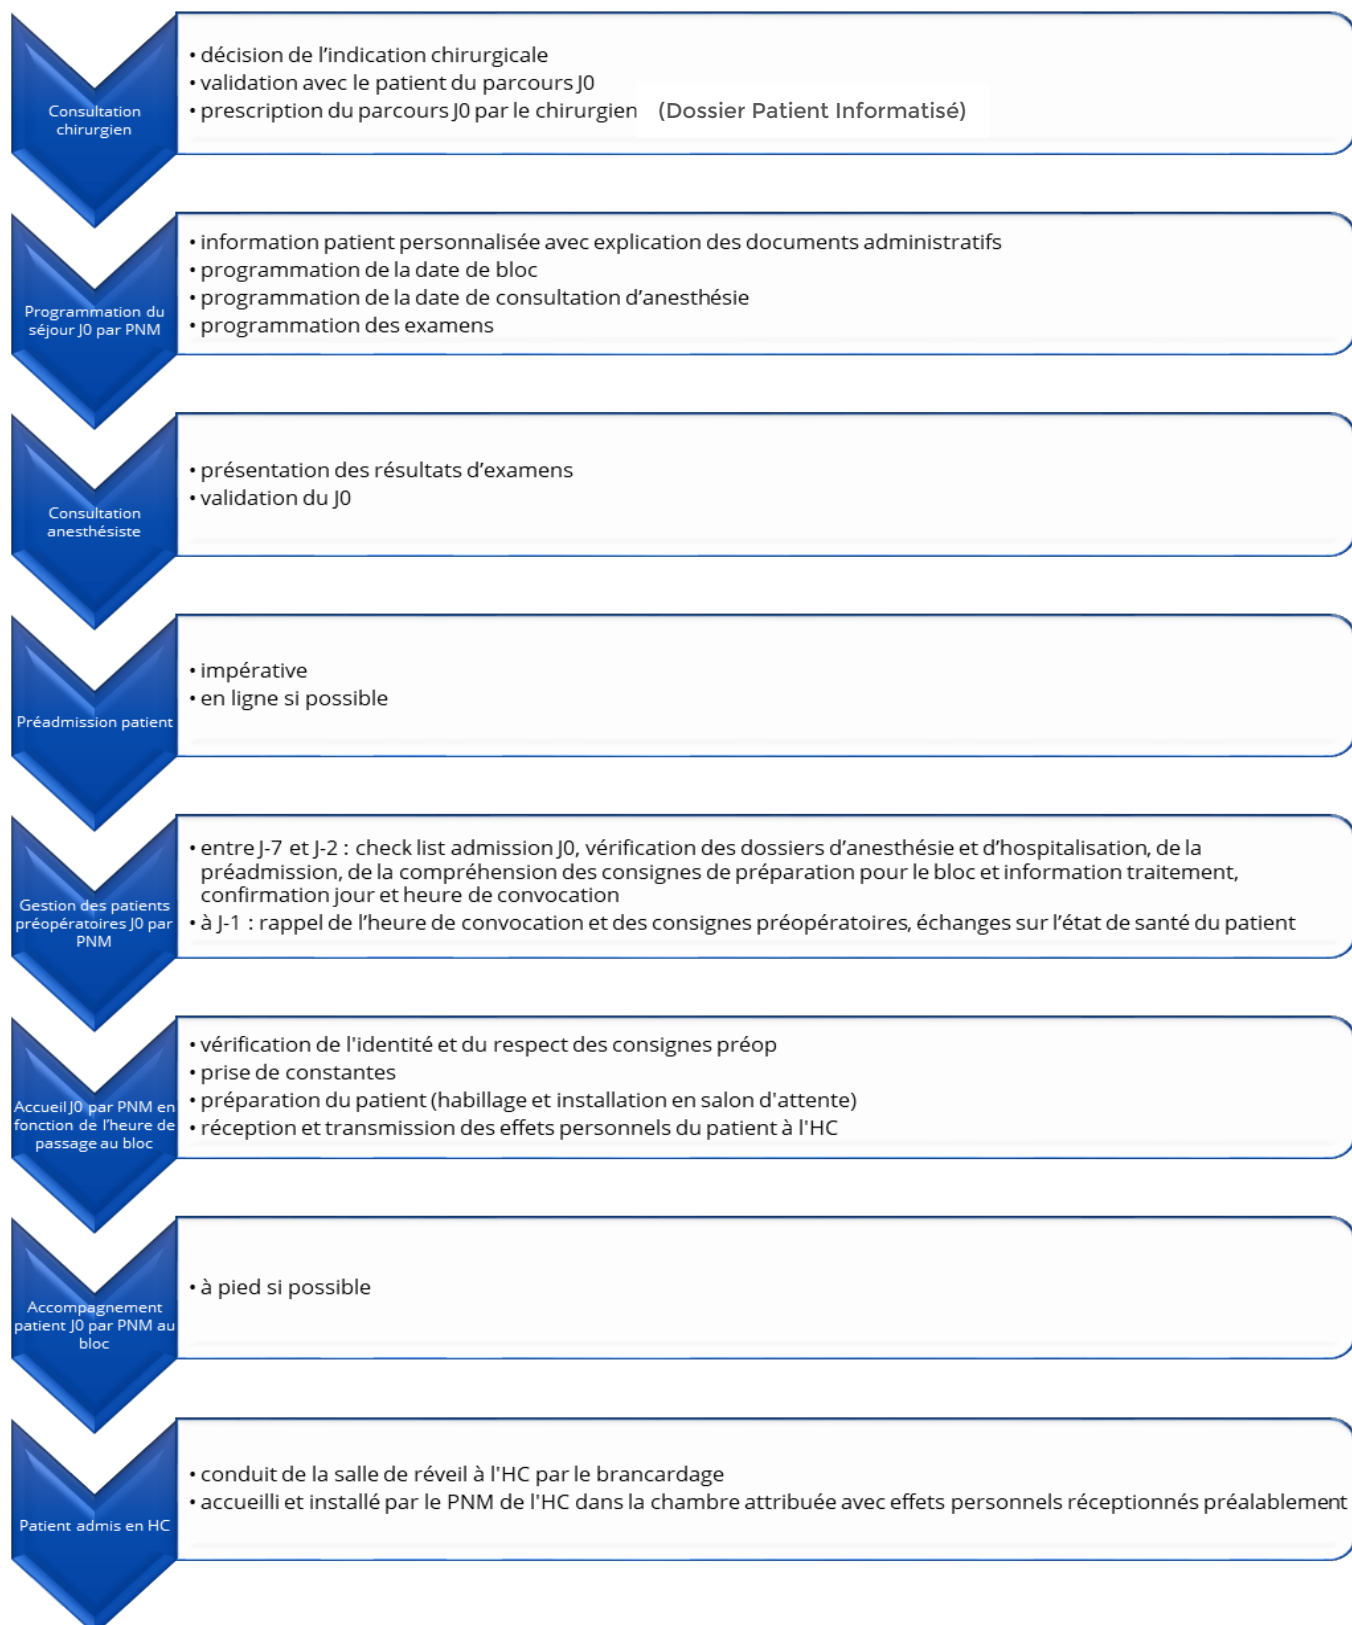 Consultation
chirurgien
• décision de l’indication chirurgicale
• validation avec le patient du parcours J0
• prescription du parcours J0 par le chirurgien (Dossier Patient Informatisé)
Programmation du
séjour J0 par PNM
• information patient personnalisée avec explication des documents administratifs
• programmation de la date de bloc
• programmation de la date de consultation d’anesthésie
• programmation des examens
Consultation
anesthésiste
• présentation des résultats d’examens
• validation du J0
Préadmission patient
• impérative
• en ligne si possible
Gestion des patients
préopératoires J0 par
PNM
• entre J-7 et J-2 : check list admission J0, vérification des dossiers d’anesthésie et d’hospitalisation, de la
préadmission, de la compréhension des consignes de préparation pour le bloc et information traitement,
confirmation jour et heure de convocation
• à J-1 : rappel de l’heure de convocation et des consignes préopératoires, échanges sur l’état de santé du patient
Accueil J0 par PNM en
fonction de l’heure de
passage au bloc
• vérification de l'identité et du respect des consignes préop
• prise de constantes
• préparation du patient (habillage et installation en salon d'attente)
• réception et transmission des effets personnels du patient à l'HC
Accompagnement
patient J0 par PNM au
bloc
• à pied si possible
Patient admis en HC
• conduit de la salle de réveil à l'HC par le brancardage
• accueilli et installé par le PNM de l'HC dans la chambre attribuée avec effets personnels réceptionnés préalablement